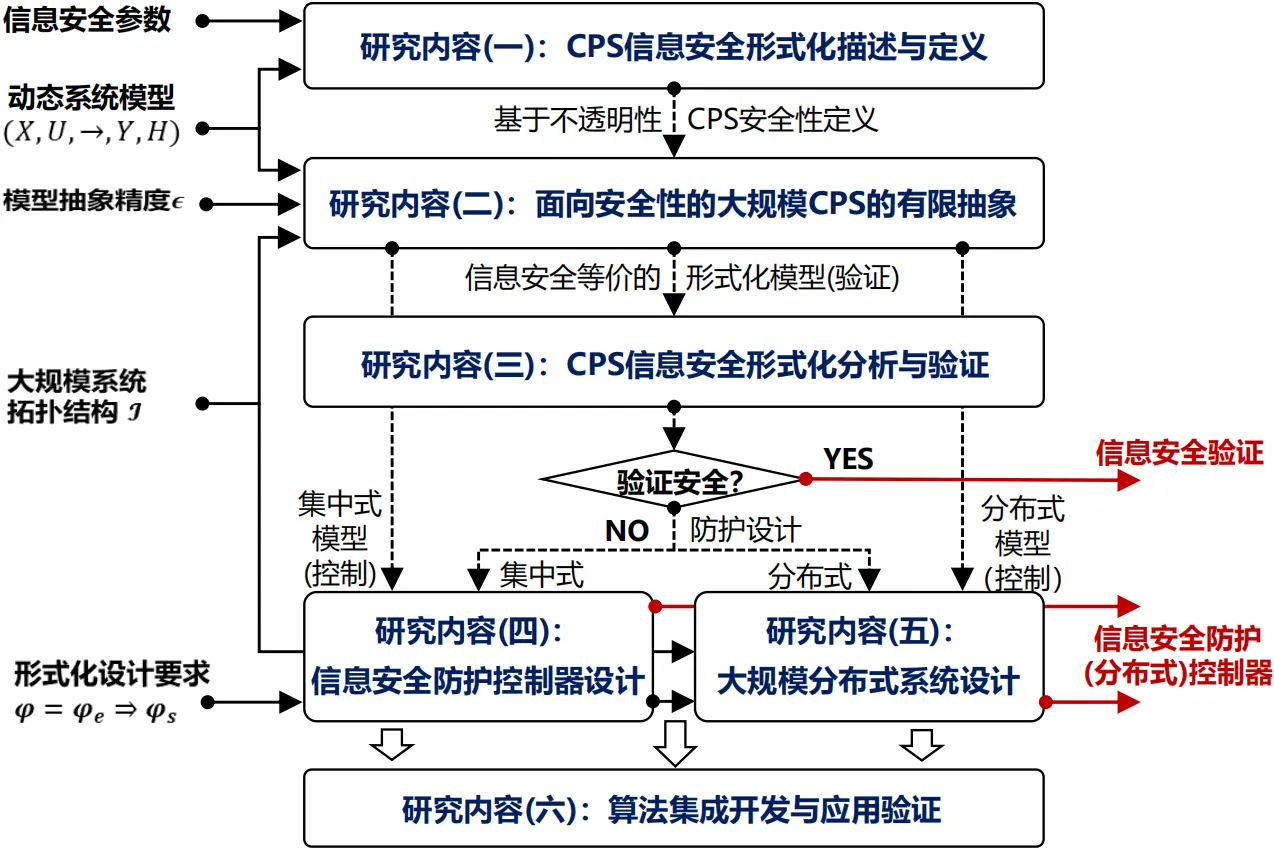 信息安全参数
研究内容(一)：CPS信息安全形式化描述与定义
动态系统模型
(X, U, →, Y, H)
基于不透明性 CPS安全性定义
模型抽象精度ϵ
研究内容(二)：面向安全性的大规模CPS的有限抽象
信息安全等价的 形式化模型(验证)
研究内容(三)：CPS信息安全形式化分析与验证
大规模系统
拓扑结构 ℐ
验证安全？
YES
信息安全验证
集中式
模型
(控制)
NO
防护设计
分布式
模型
(控制)
集中式
分布式
研究内容(四)：
信息安全防护控制器设计
研究内容(五)：
大规模分布式系统设计
信息安全防护
(分布式)控制器
形式化设计要求
φ = φₑ ⇒ φₛ
研究内容(六)：算法集成开发与应用验证